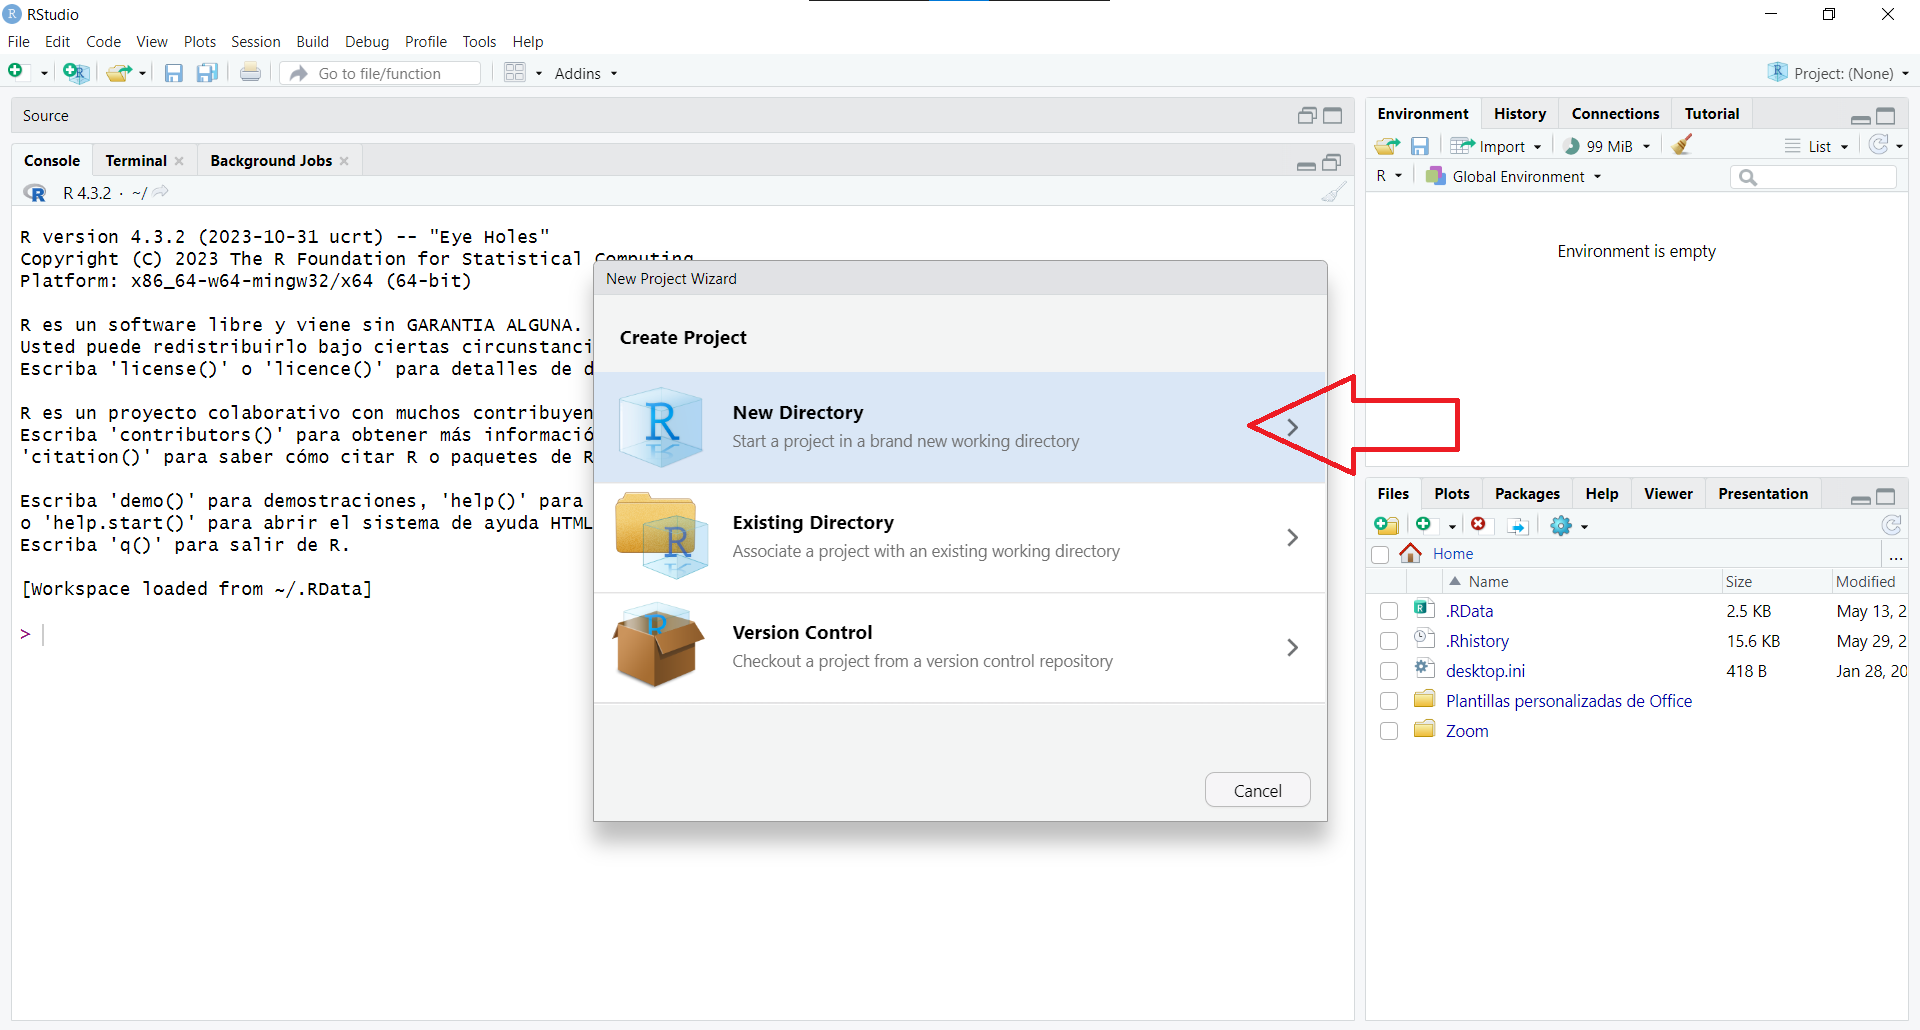 RStudio
File Edit Code View Plots Session Build Debug Profile Tools Help
Go to file/function Addins Project: (None)
Source
Console Terminal Background Jobs
R 4.3.2 · ~/
R version 4.3.2 (2023-10-31 ucrt) -- "Eye Holes"
Copyright (C) 2023 The R Foundation for Statistical Computing
Platform: x86_64-w64-mingw32/x64 (64-bit)
R es un software libre y viene sin GARANTIA ALGUNA.
Usted puede redistribuirlo bajo ciertas circunstanci
Escriba 'license()' o 'licence()' para detalles de d
R es un proyecto colaborativo con muchos contribuyen
Escriba 'contributors()' para obtener más informació
'citation()' para saber cómo citar R o paquetes de R
Escriba 'demo()' para demostraciones, 'help()' para
o 'help.start()' para abrir el sistema de ayuda HTML
Escriba 'q()' para salir de R.
[Workspace loaded from ~/.RData]
>
New Project Wizard
Create Project
New Directory
Start a project in a brand new working directory
Existing Directory
Associate a project with an existing working directory
Version Control
Checkout a project from a version control repository
Cancel
Environment History Connections Tutorial
Import 99 MiB List
R Global Environment
Environment is empty
Files Plots Packages Help Viewer Presentation
Home ...
Name Size Modified
.RData 2.5 KB May 13, 2
.Rhistory 15.6 KB May 29, 2
desktop.ini 418 B Jan 28, 20
Plantillas personalizadas de Office
Zoom